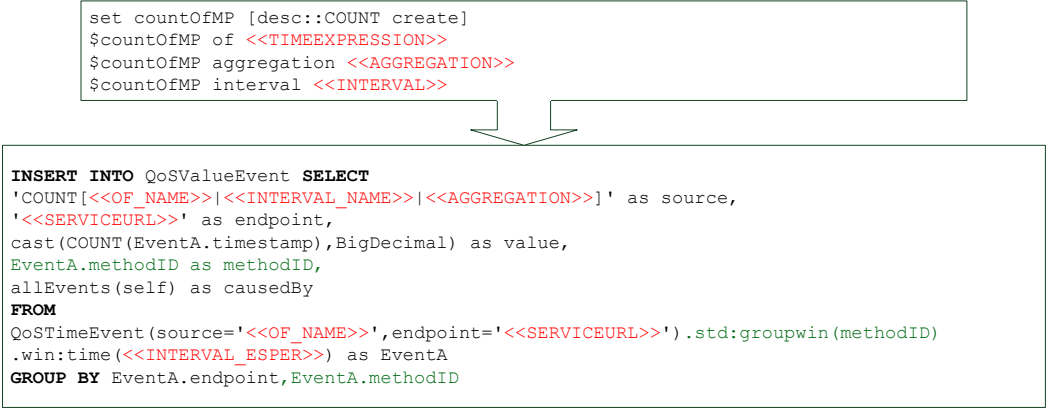 set countOfMP [desc::COUNT create]
$countOfMP of <<TIMEEXPRESSION>>
$countOfMP aggregation <<AGGREGATION>>
$countOfMP interval <<INTERVAL>>
INSERT INTO QoSValueEvent SELECT
'COUNT[<<OF_NAME>>|<<INTERVAL_NAME>>|<<AGGREGATION>>]' as source,
'<<SERVICEURL>>' as endpoint,
cast(COUNT(EventA.timestamp),BigDecimal) as value,
EventA.methodID as methodID,
allEvents(self) as causedBy
FROM
QoSTimeEvent(source='<<OF_NAME>>',endpoint='<<SERVICEURL>>').std:groupwin(methodID)
.win:time(<<INTERVAL_ESPER>>) as EventA
GROUP BY EventA.endpoint,EventA.methodID